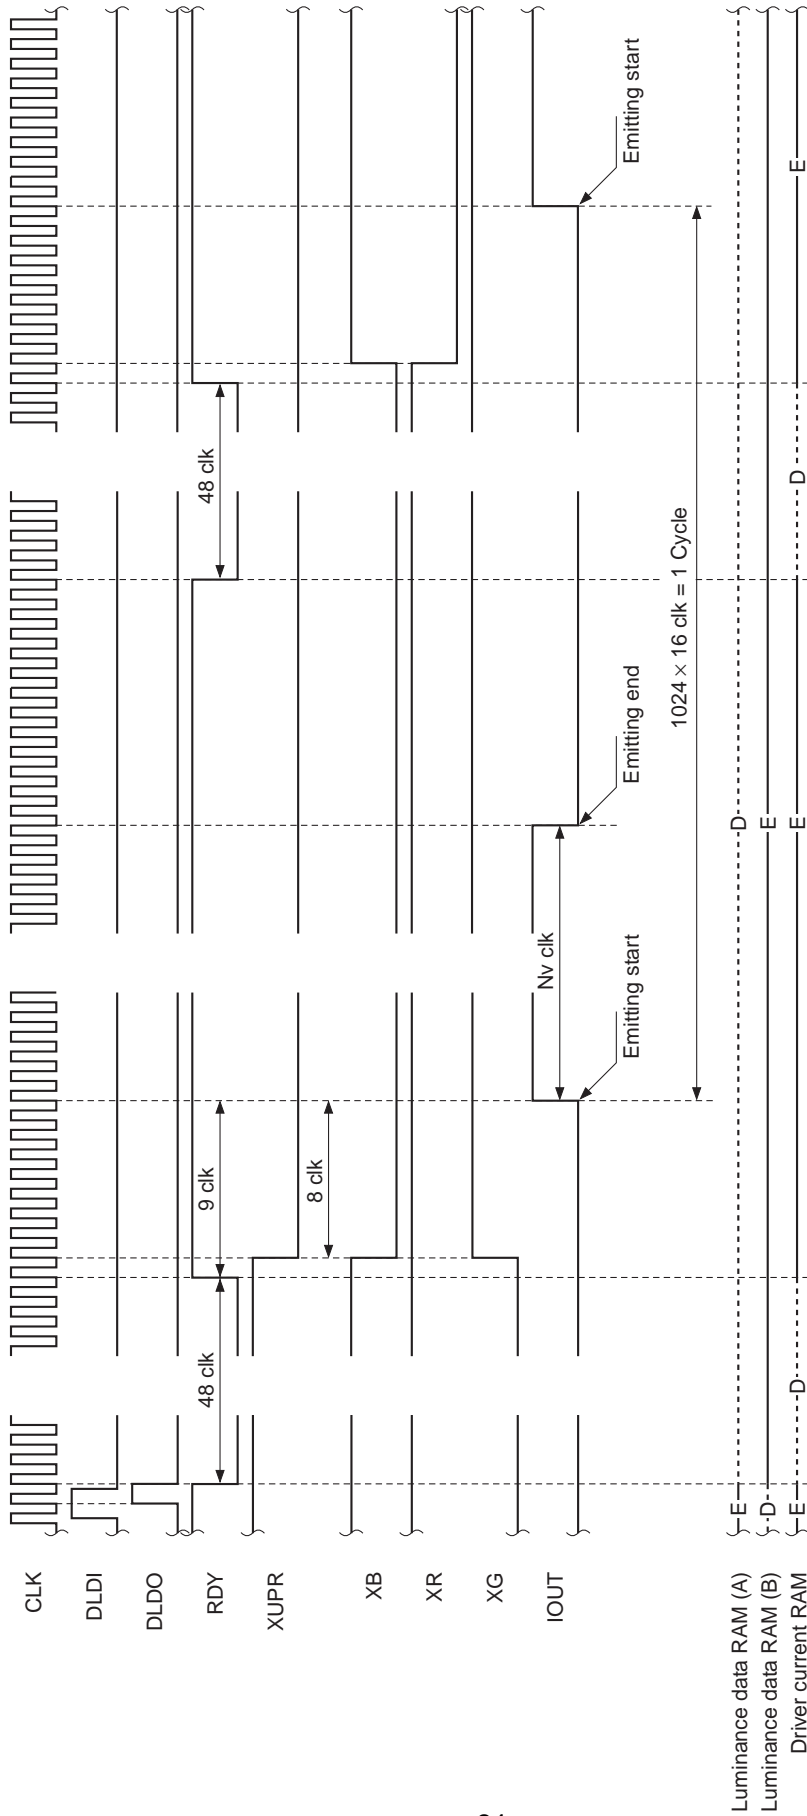 CLK
DLDI
DLDO
RDY
48 clk
9 clk
48 clk
XUPR
8 clk
XB
XR
XG
IOUT
Nv clk
Emitting start
Emitting end
Emitting start
1024 × 16 clk = 1 Cycle
Luminance data RAM (A)
E
D
Luminance data RAM (B)
D
E
Driver current RAM
E
D
E
D
E